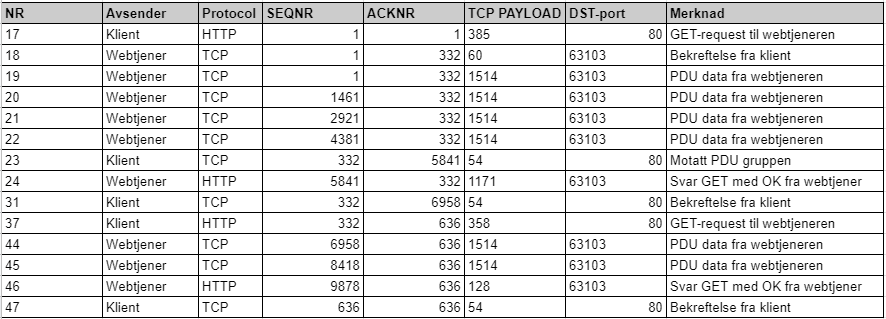 NR Avsender Protocol SEQNR ACKNR TCP PAYLOAD DST-port Merknad
17 Klient HTTP 1 1 385 80 GET-request til webtjeneren
18 Webtjener TCP 1 332 60 63103 Bekreftelse fra klient
19 Webtjener TCP 1 332 1514 63103 PDU data fra webtjeneren
20 Webtjener TCP 1461 332 1514 63103 PDU data fra webtjeneren
21 Webtjener TCP 2921 332 1514 63103 PDU data fra webtjeneren
22 Webtjener TCP 4381 332 1514 63103 PDU data fra webtjeneren
23 Klient TCP 332 5841 54 80 Motatt PDU gruppen
24 Webtjener HTTP 5841 332 1171 63103 Svar GET med OK fra webtjener
31 Klient TCP 332 6958 54 80 Bekreftelse fra klient
37 Klient HTTP 332 636 358 80 GET-request til webtjeneren
44 Webtjener TCP 6958 636 1514 63103 PDU data fra webtjeneren
45 Webtjener TCP 8418 636 1514 63103 PDU data fra webtjeneren
46 Webtjener HTTP 9878 636 128 63103 Svar GET med OK fra webtjener
47 Klient TCP 636 636 54 80 Bekreftelse fra klient